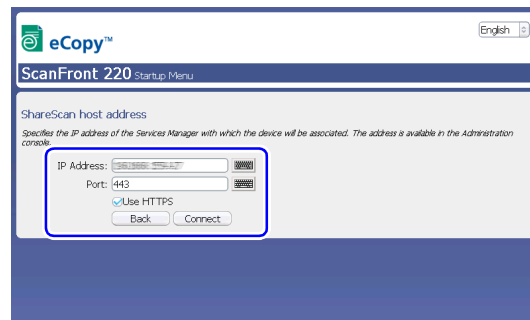 English
eCopy™
ScanFront 220 Startup Menu
ShareScan host address
Specifies the IP address of the Services Manager with which the device will be associated. The address is available in the Administration
console.
IP Address:
Port: 443
Use HTTPS
Back Connect